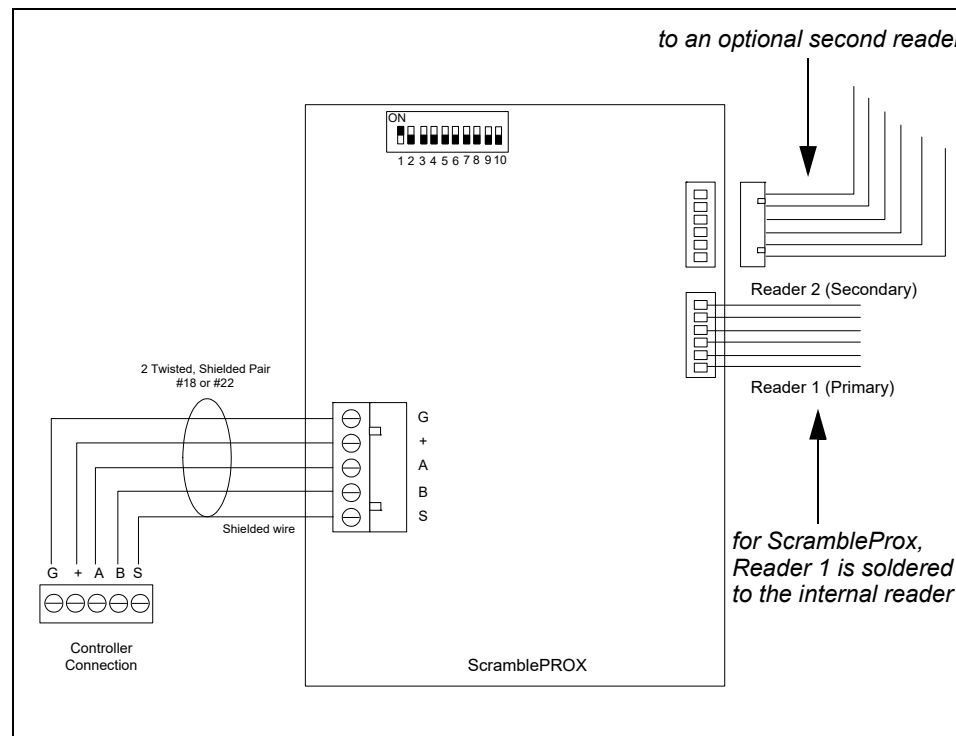 to an optional second reader
ON
1 2 3 4 5 6 7 8 9 10
Reader 2 (Secondary)
Reader 1 (Primary)
2 Twisted, Shielded Pair
#18 or #22
G
+
A
B
S
Shielded wire
G + A B S
Controller
Connection
for ScrambleProx,
Reader 1 is soldered
to the internal reader
ScramblePROX